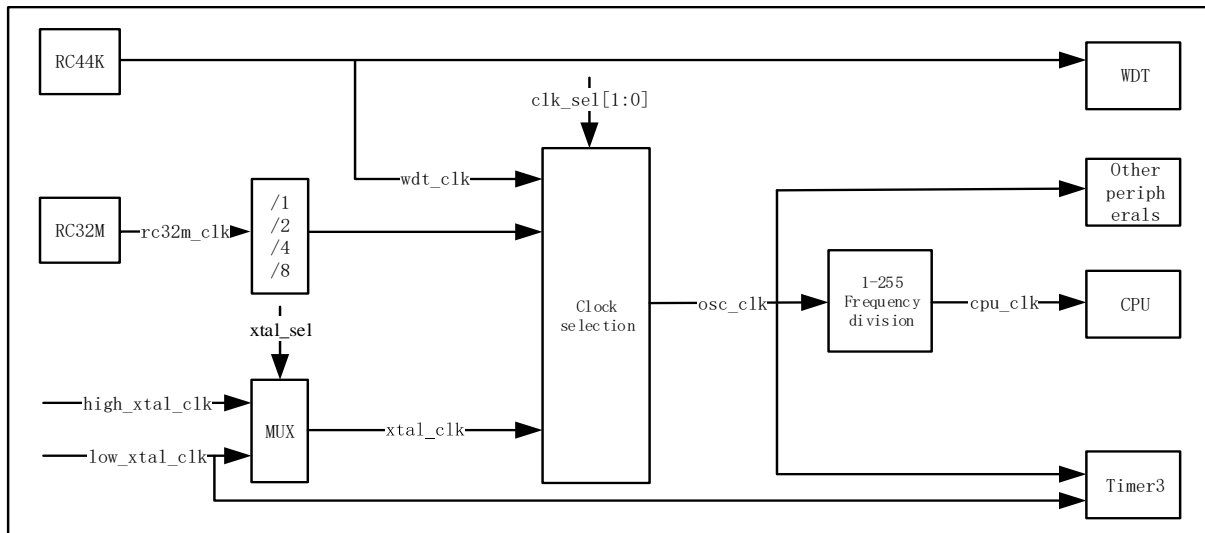 RC44K
WDT
clk_sel[1:0]
wdt_clk
Other
periph
erals
RC32M
rc32m_clk
/1
/2
/4
/8
Clock
selection
osc_clk
1-255
Frequency
division
cpu_clk
CPU
xtal_sel
high_xtal_clk
MUX
xtal_clk
low_xtal_clk
Timer3